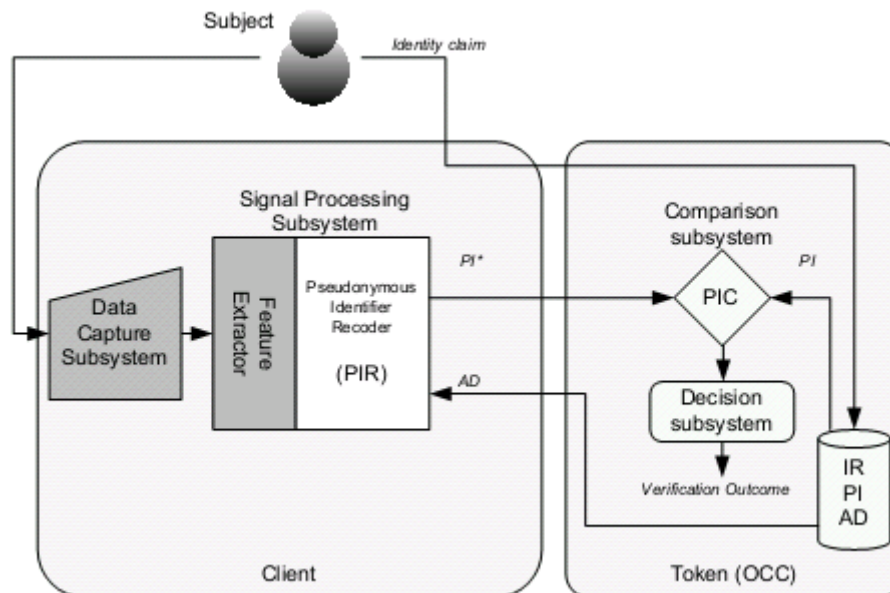 Subject
Identity claim
Signal Processing
Subsystem
Data
Capture
Subsystem
Feature
Extractor
Pseudonymous
Identifier
Recoder
(PIR)
PI*
AD
Client
Comparison
subsystem
PI
PIC
Decision
subsystem
Verification Outcome
IR
PI
AD
Token (OCC)